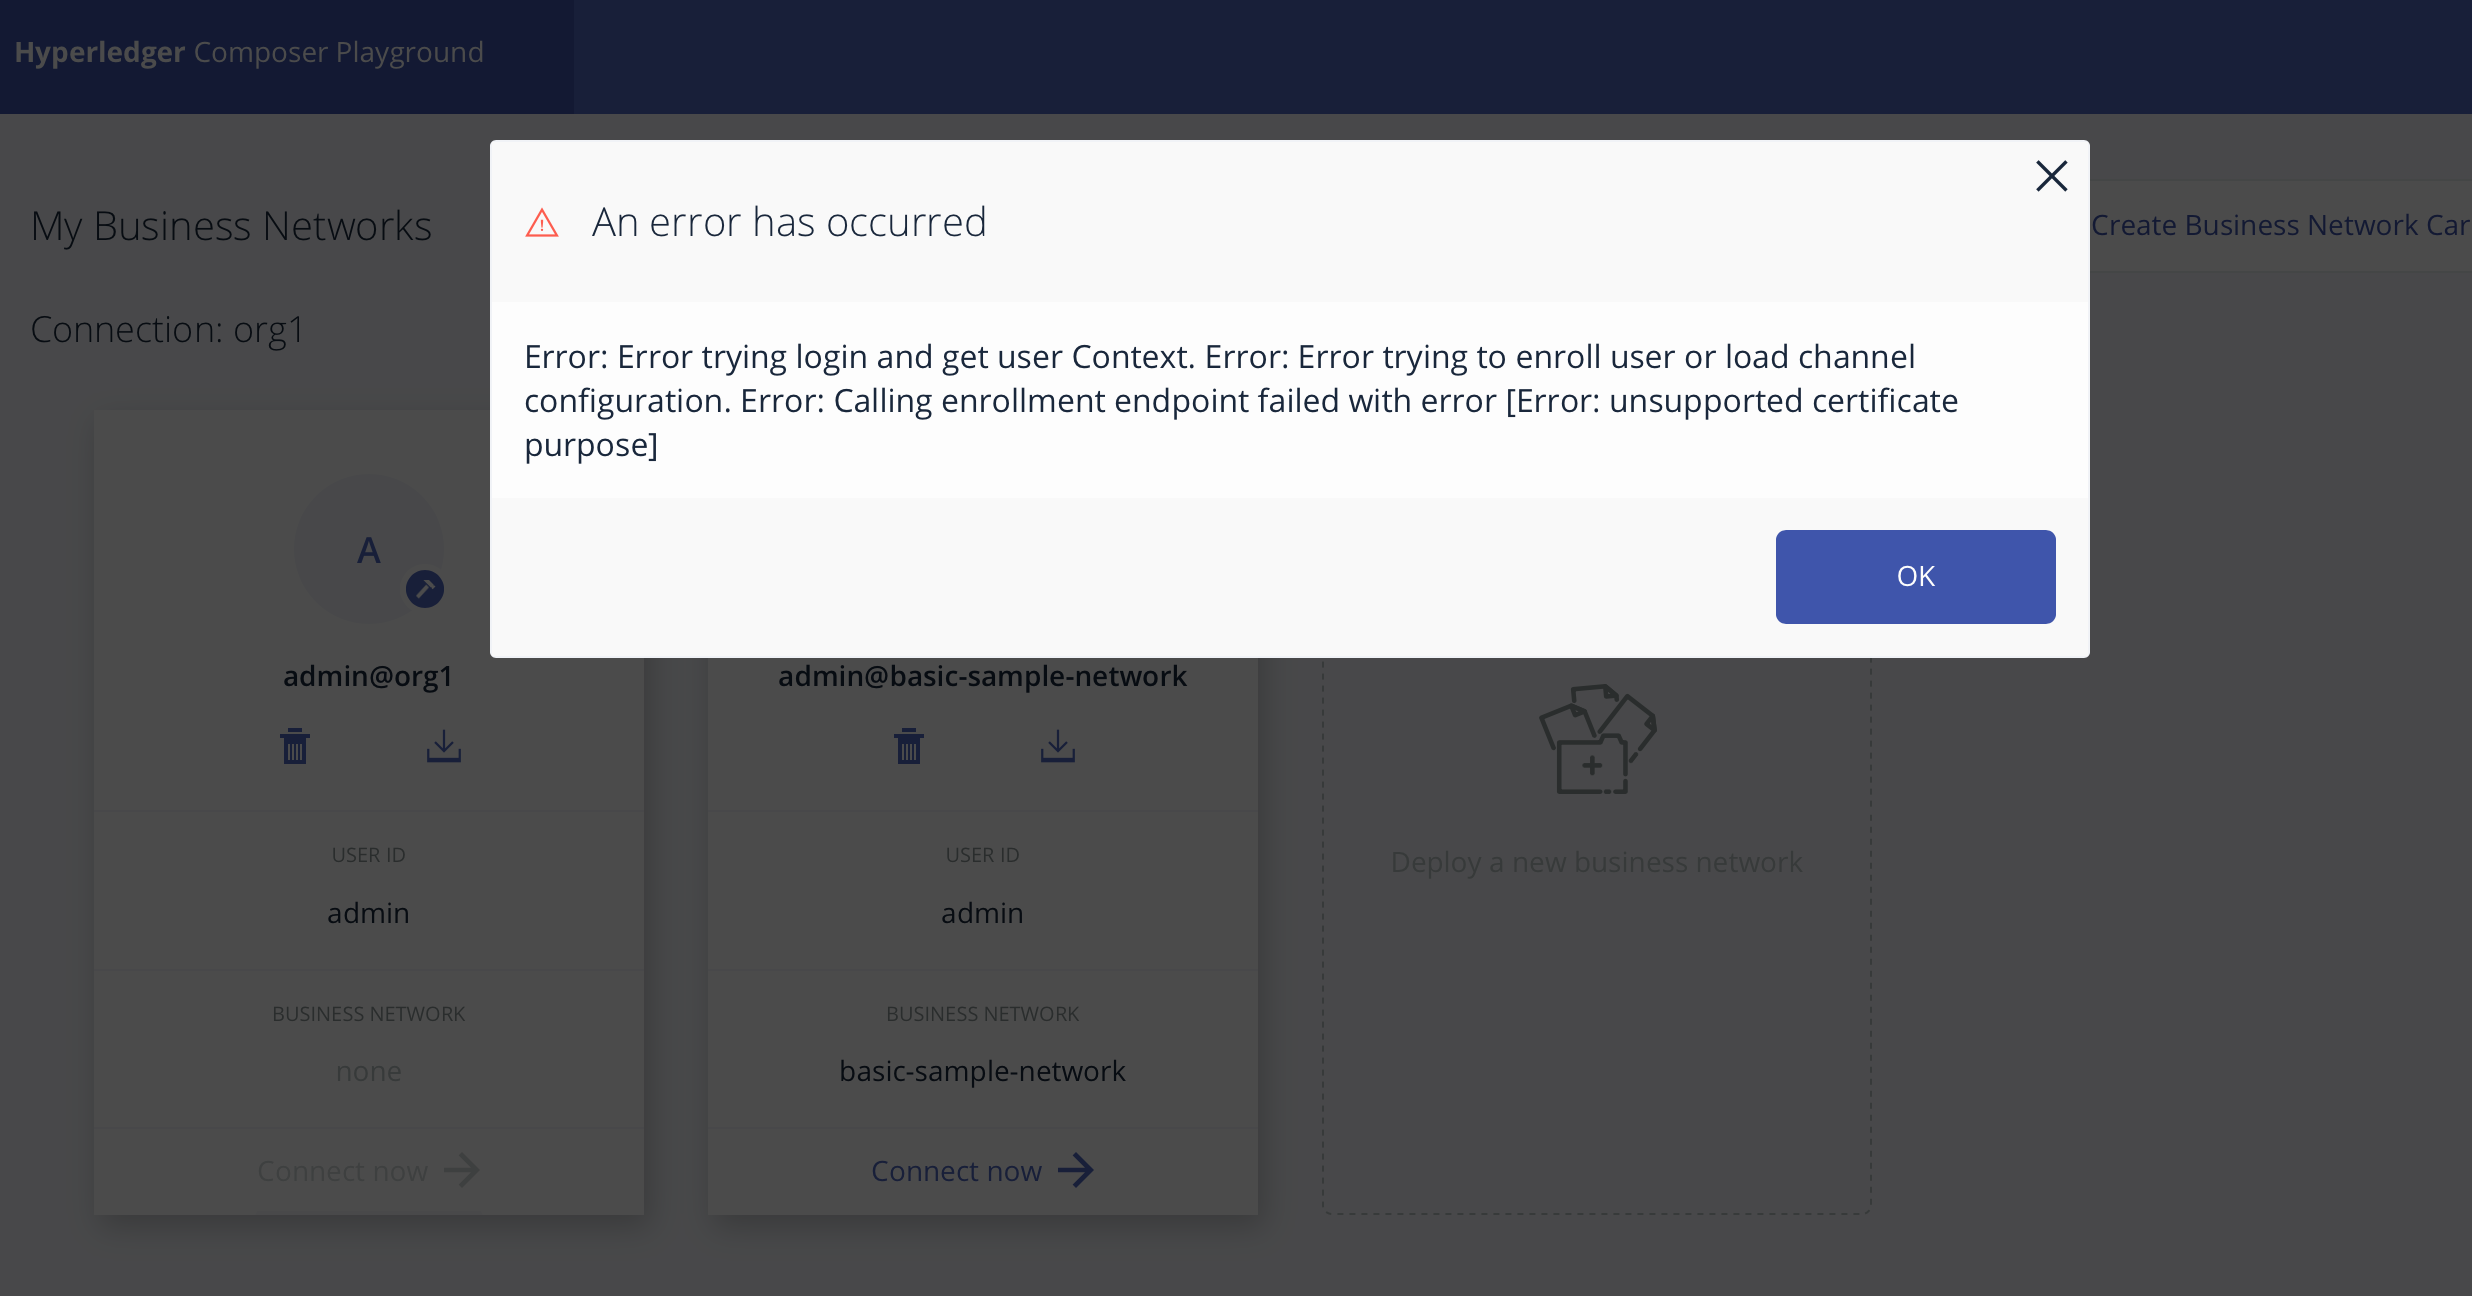 Hyperledger Composer Playground
My Business Networks
Create Business Network Car
Connection: org1
An error has occurred
Error: Error trying login and get user Context. Error: Error trying to enroll user or load channel
configuration. Error: Calling enrollment endpoint failed with error [Error: unsupported certificate
purpose]
OK
A
admin@org1
USER ID
admin
BUSINESS NETWORK
none
Connect now
admin@basic-sample-network
USER ID
admin
BUSINESS NETWORK
basic-sample-network
Connect now
Deploy a new business network